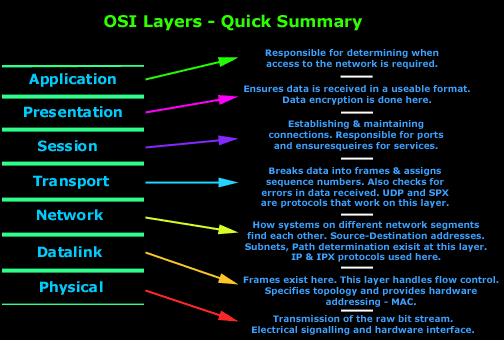 OSI Layers - Quick Summary
Application
Responsible for determining when
access to the network is required.
Presentation
Ensures data is received in a useable format.
Data encryption is done here.
Session
Establishing & maintaining
connections. Responsible for ports
and ensuresqueires for services.
Transport
Breaks data into frames & assigns
sequence numbers. Also checks for
errors in data received. UDP and SPX
are protocols that work on this layer.
Network
How systems on different network segments
find each other. Source-Destination addresses.
Subnets, Path determination exisit at this layer.
IP & IPX protocols used here.
Datalink
Frames exist here. This layer handles flow control.
Specifies topology and provides hardware
addressing - MAC.
Physical
Transmission of the raw bit stream.
Electrical signalling and hardware interface.